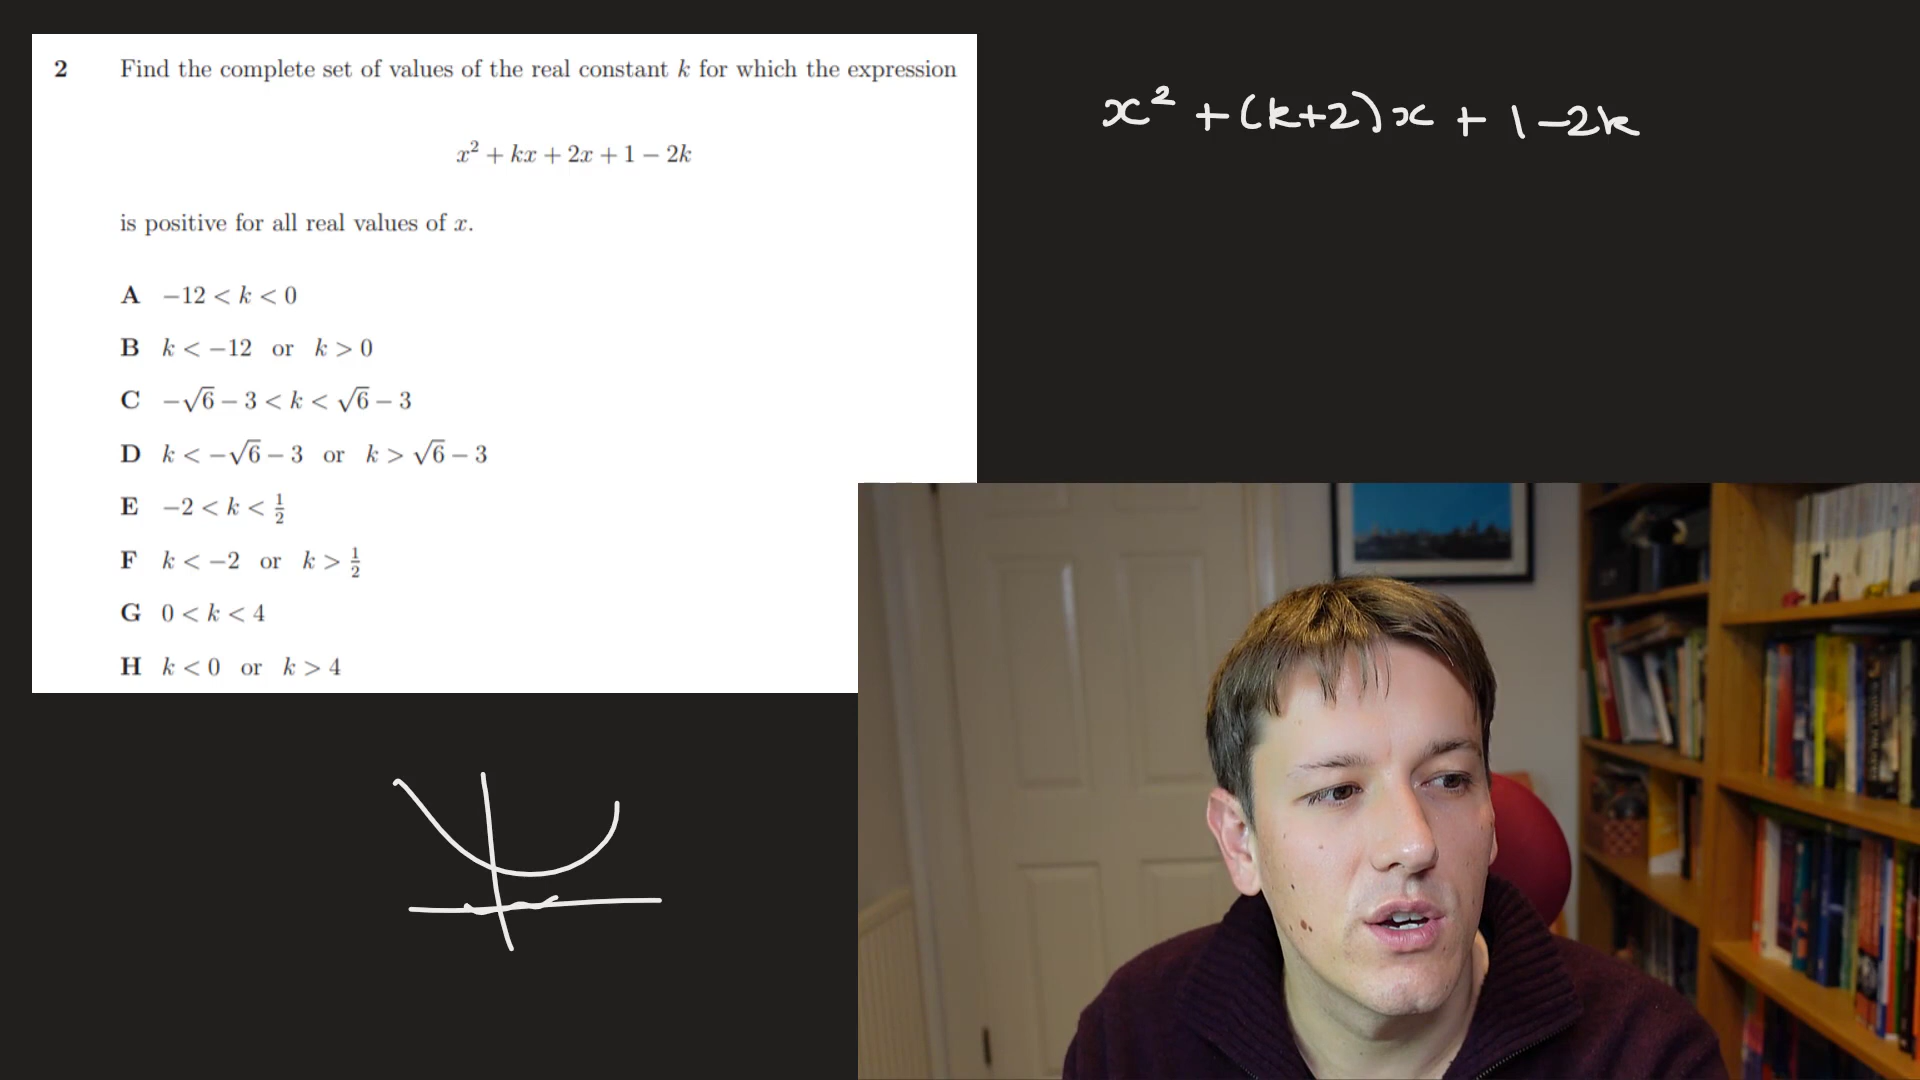 2 Find the complete set of values of the real constant k for which the expression
x² + kx + 2x + 1 − 2k
is positive for all real values of x.
A −12 < k < 0
B k < −12 or k > 0
C −√6 − 3 < k < √6 − 3
D k < −√6 − 3 or k > √6 − 3
E −2 < k < 1/2
F k < −2 or k > 1/2
G 0 < k < 4
H k < 0 or k > 4
x² + (k+2)x + 1 − 2k